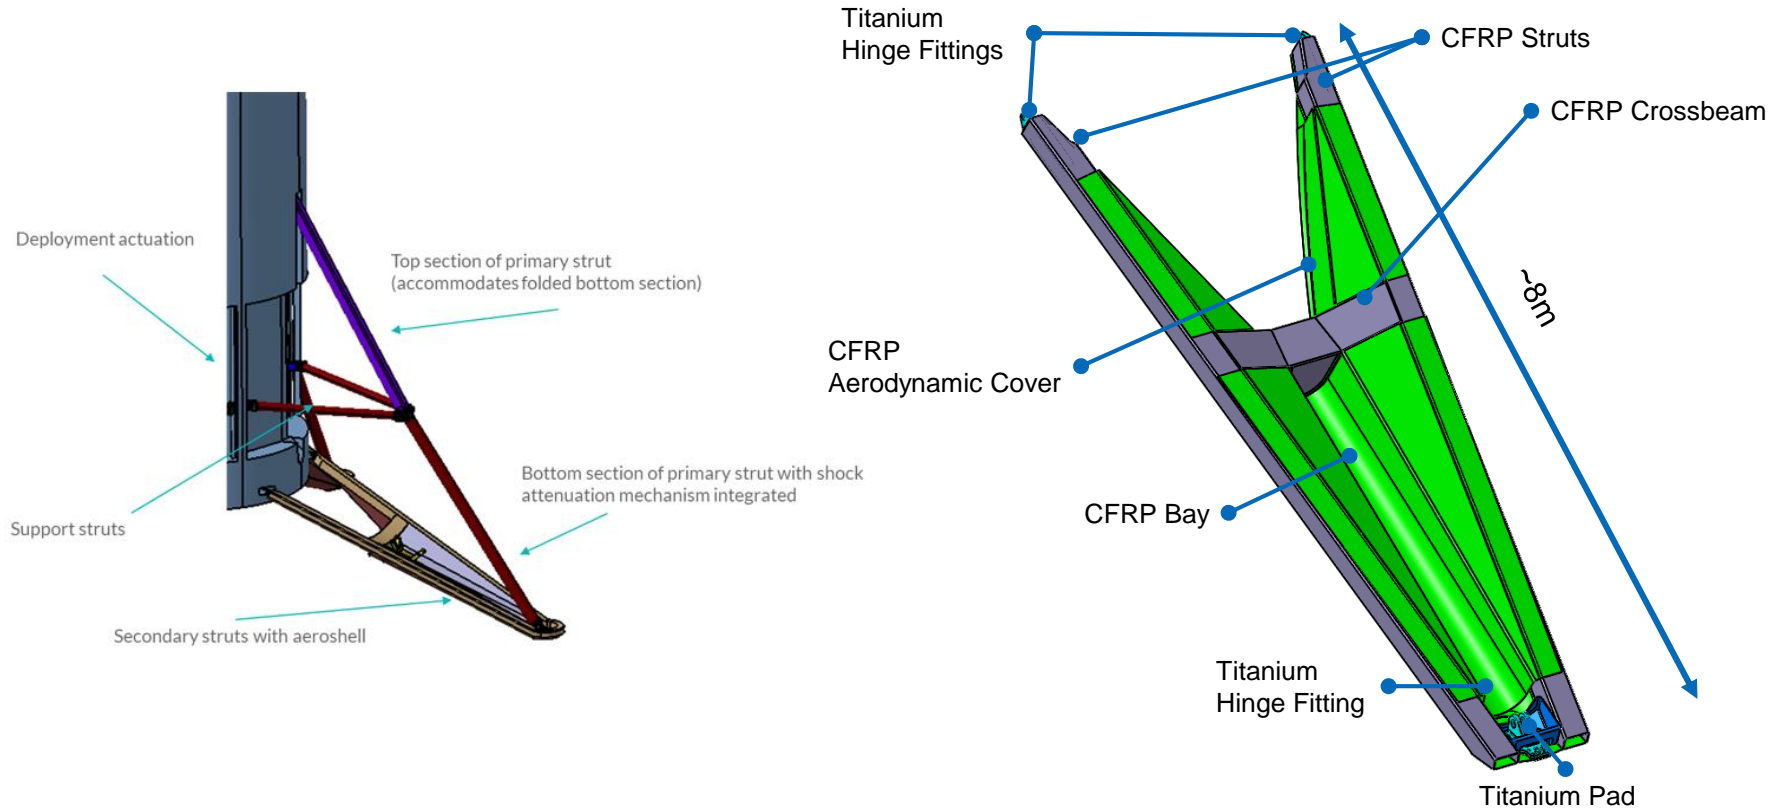 Deployment actuation
Top section of primary strut
(accommodates folded bottom section)
Bottom section of primary strut with shock
attenuation mechanism integrated
Support struts
Secondary struts with aeroshell
Titanium
Hinge Fittings
CFRP Struts
CFRP Crossbeam
~8m
CFRP
Aerodynamic Cover
CFRP Bay
Titanium
Hinge Fitting
Titanium Pad